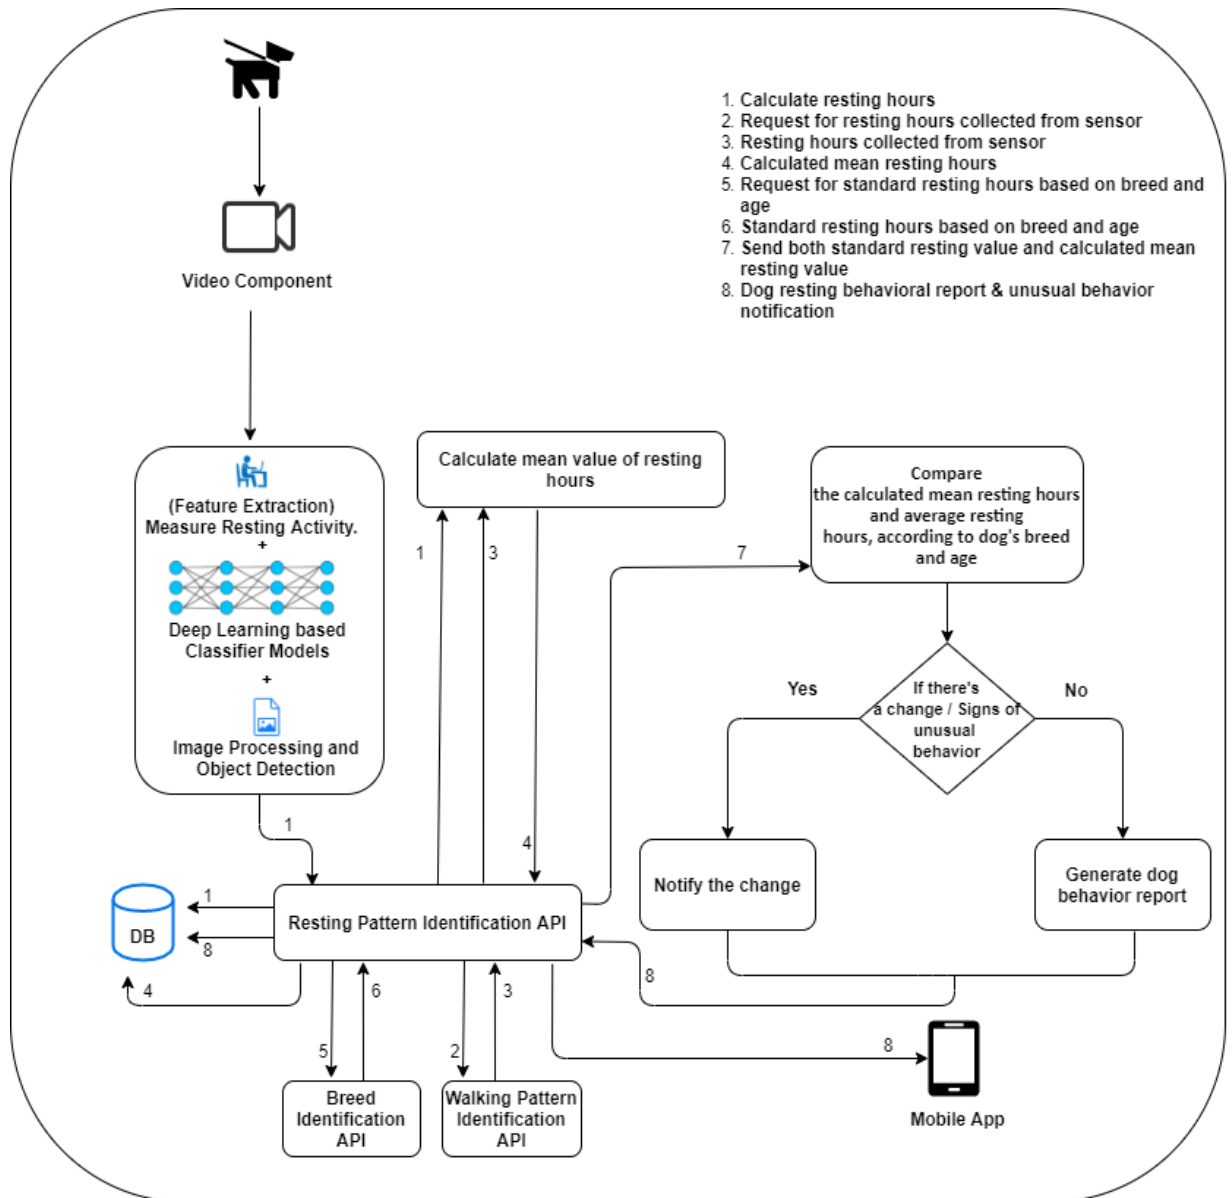 1. Calculate resting hours
2. Request for resting hours collected from sensor
3. Resting hours collected from sensor
4. Calculated mean resting hours
5. Request for standard resting hours based on breed and
age
6. Standard resting hours based on breed and age
7. Send both standard resting value and calculated mean
resting value
8. Dog resting behavioral report & unusual behavior
notification
Video Component
(Feature Extraction)
Measure Resting Activity.
+
Deep Learning based
Classifier Models
+
Image Processing and
Object Detection
Calculate mean value of resting
hours
Compare
the calculated mean resting hours
and average resting
hours, according to dog's breed
and age
1
3
7
4
1
Yes
If there's
a change / Signs of
unusual
behavior
No
Notify the change
Generate dog
behavior report
DB
1
8
4
Resting Pattern Identification API
8
5
6
2
3
8
Breed
Identification
API
Walking Pattern
Identification
API
Mobile App